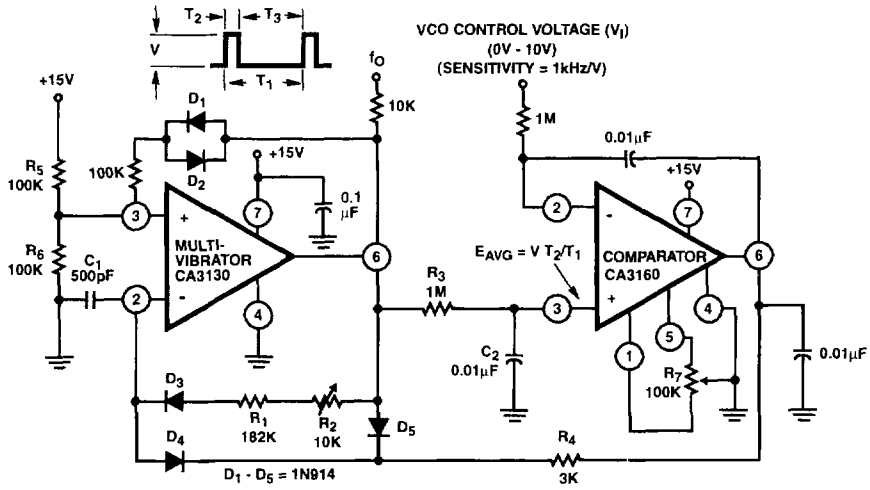 T2 T3
V
T1
+15V
D1
D2
R5
100K
100K
R6
100K
C1
500pF
3
2
+
-
MULTI-
VIBRATOR
CA3130
7
4
+15V
0.1
µF
fO
10K
6
D3
R1
182K
R2
10K
D4
D5
D1 - D5 = 1N914
R3
1M
C2
0.01µF
EAVG = V T2/T1
R4
3K
VCO CONTROL VOLTAGE (VI)
(0V - 10V)
(SENSITIVITY = 1kHz/V)
1M
0.01µF
+15V
2
3
-
+
COMPARATOR
CA3160
7
6
4
5
1
R7
100K
0.01µF